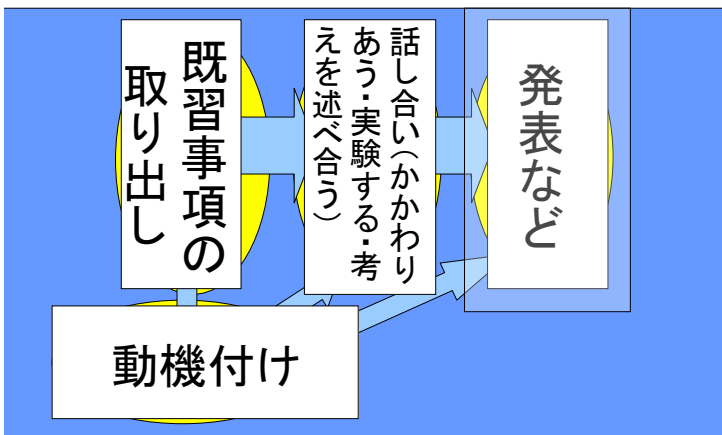 既習事項の
取り出し
話し合い(かかわり
あう・実験する・考
えを述べ合う)
発表など
動機付け